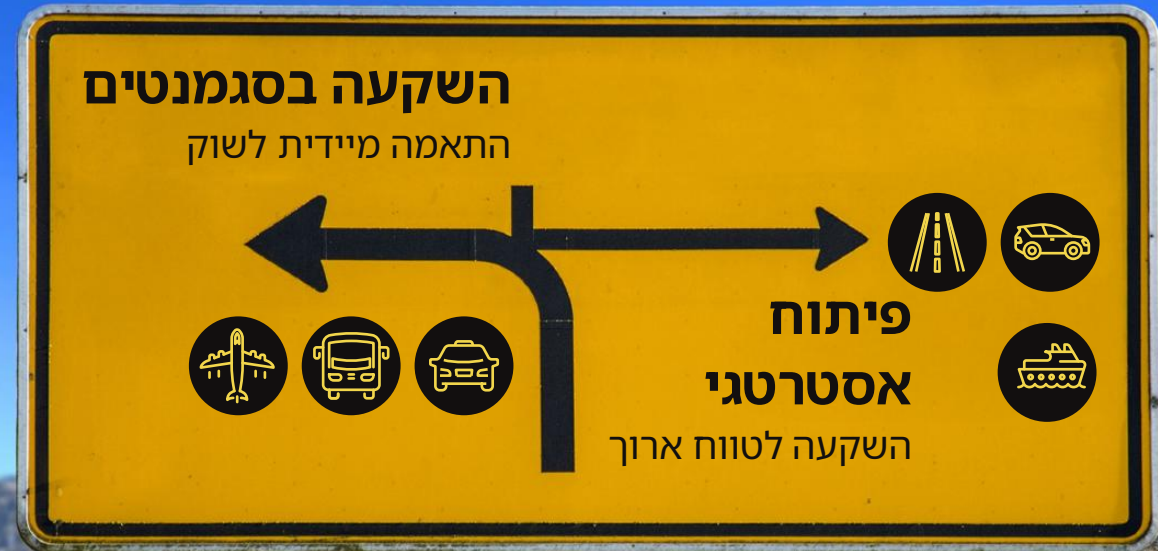 השקעה בסגמנטים
התאמה מיידית לשוק
פיתוח
אסטרטגי
השקעה לטווח ארוך